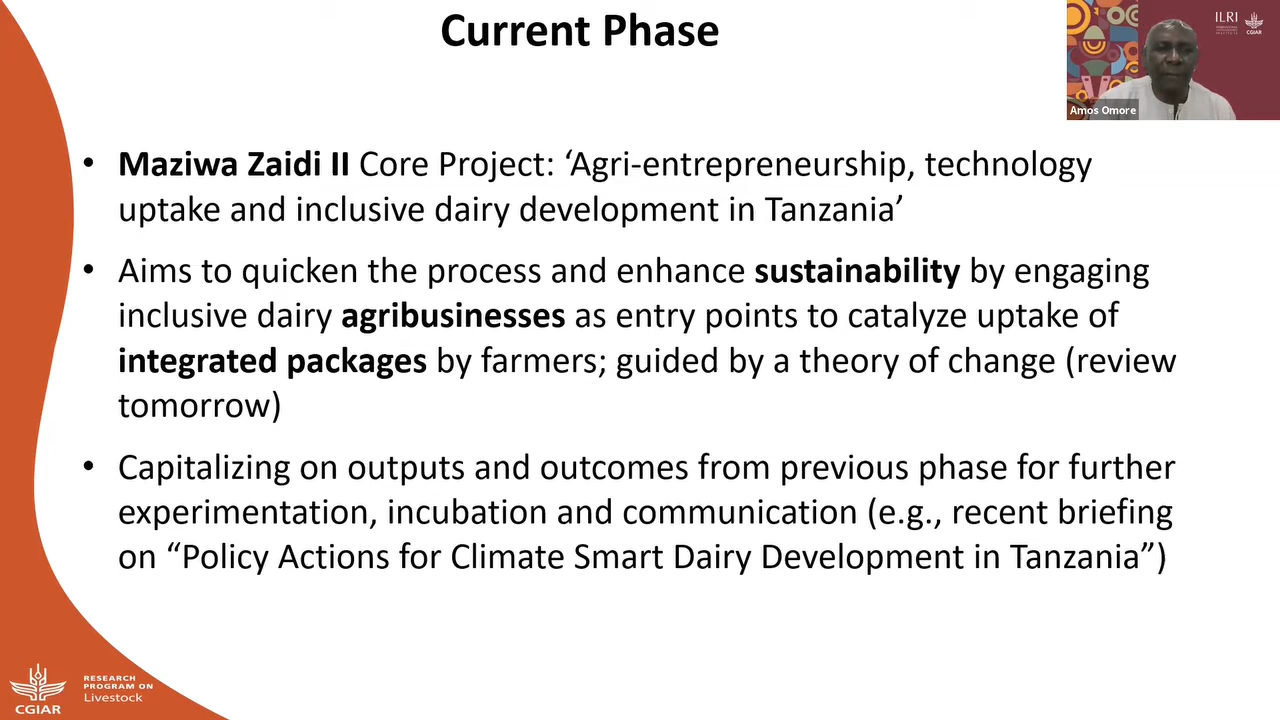 Current Phase
ILRI
CGIAR
Amos Omore
• Maziwa Zaidi II Core Project: ‘Agri-entrepreneurship, technology
uptake and inclusive dairy development in Tanzania’
• Aims to quicken the process and enhance sustainability by engaging
inclusive dairy agribusinesses as entry points to catalyze uptake of
integrated packages by farmers; guided by a theory of change (review
tomorrow)
• Capitalizing on outputs and outcomes from previous phase for further
experimentation, incubation and communication (e.g., recent briefing
on “Policy Actions for Climate Smart Dairy Development in Tanzania”)
CGIAR
RESEARCH
PROGRAM ON
Livestock